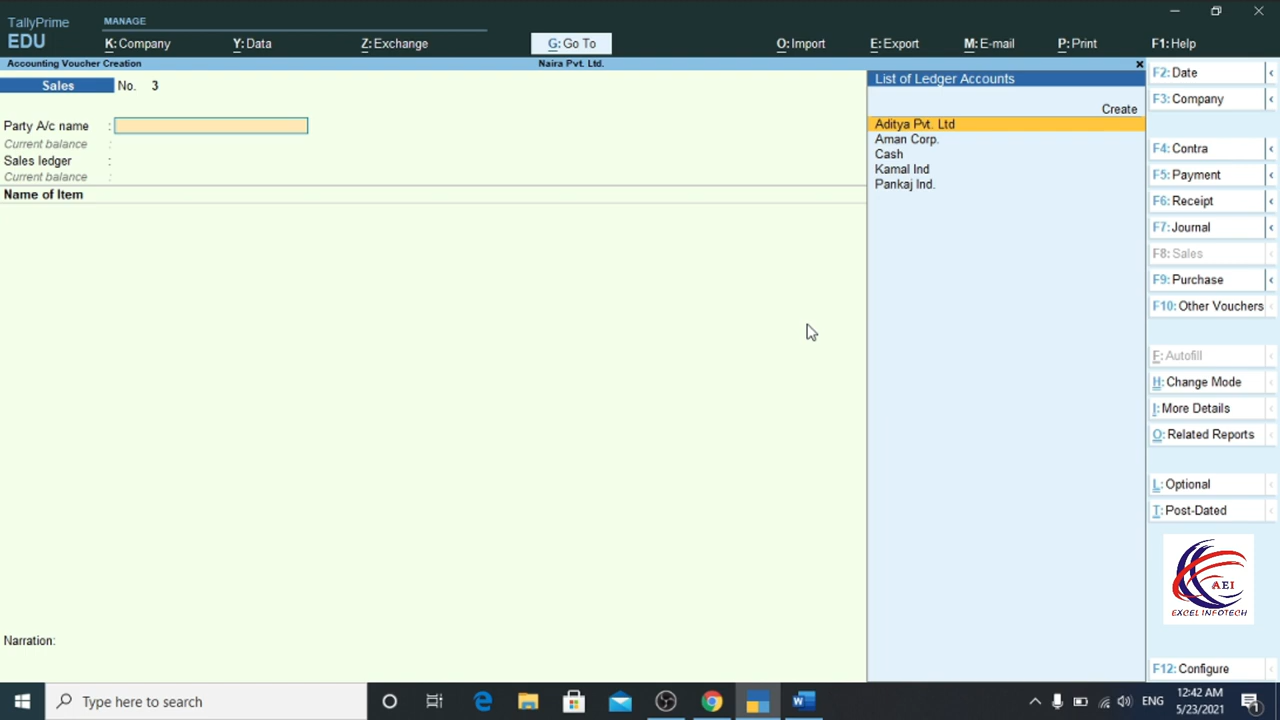 TallyPrime
EDU
MANAGE
K: Company
Y: Data
Z: Exchange
G: Go To
O: Import
E: Export
M: E-mail
P: Print
F1: Help
Accounting Voucher Creation
Naira Pvt. Ltd.
Sales No. 3
Party A/c name :
Current balance :
Sales ledger :
Current balance :
Name of Item
Narration:
List of Ledger Accounts
Create
Aditya Pvt. Ltd
Aman Corp.
Cash
Kamal Ind
Pankaj Ind.
F2: Date
F3: Company
F4: Contra
F5: Payment
F6: Receipt
F7: Journal
F8: Sales
F9: Purchase
F10: Other Vouchers
F: Autofill
H: Change Mode
I: More Details
O: Related Reports
L: Optional
T: Post-Dated
AEI
EXCEL INFOTECH
F12: Configure
Type here to search
ENG
12:42 AM
5/23/2021
1